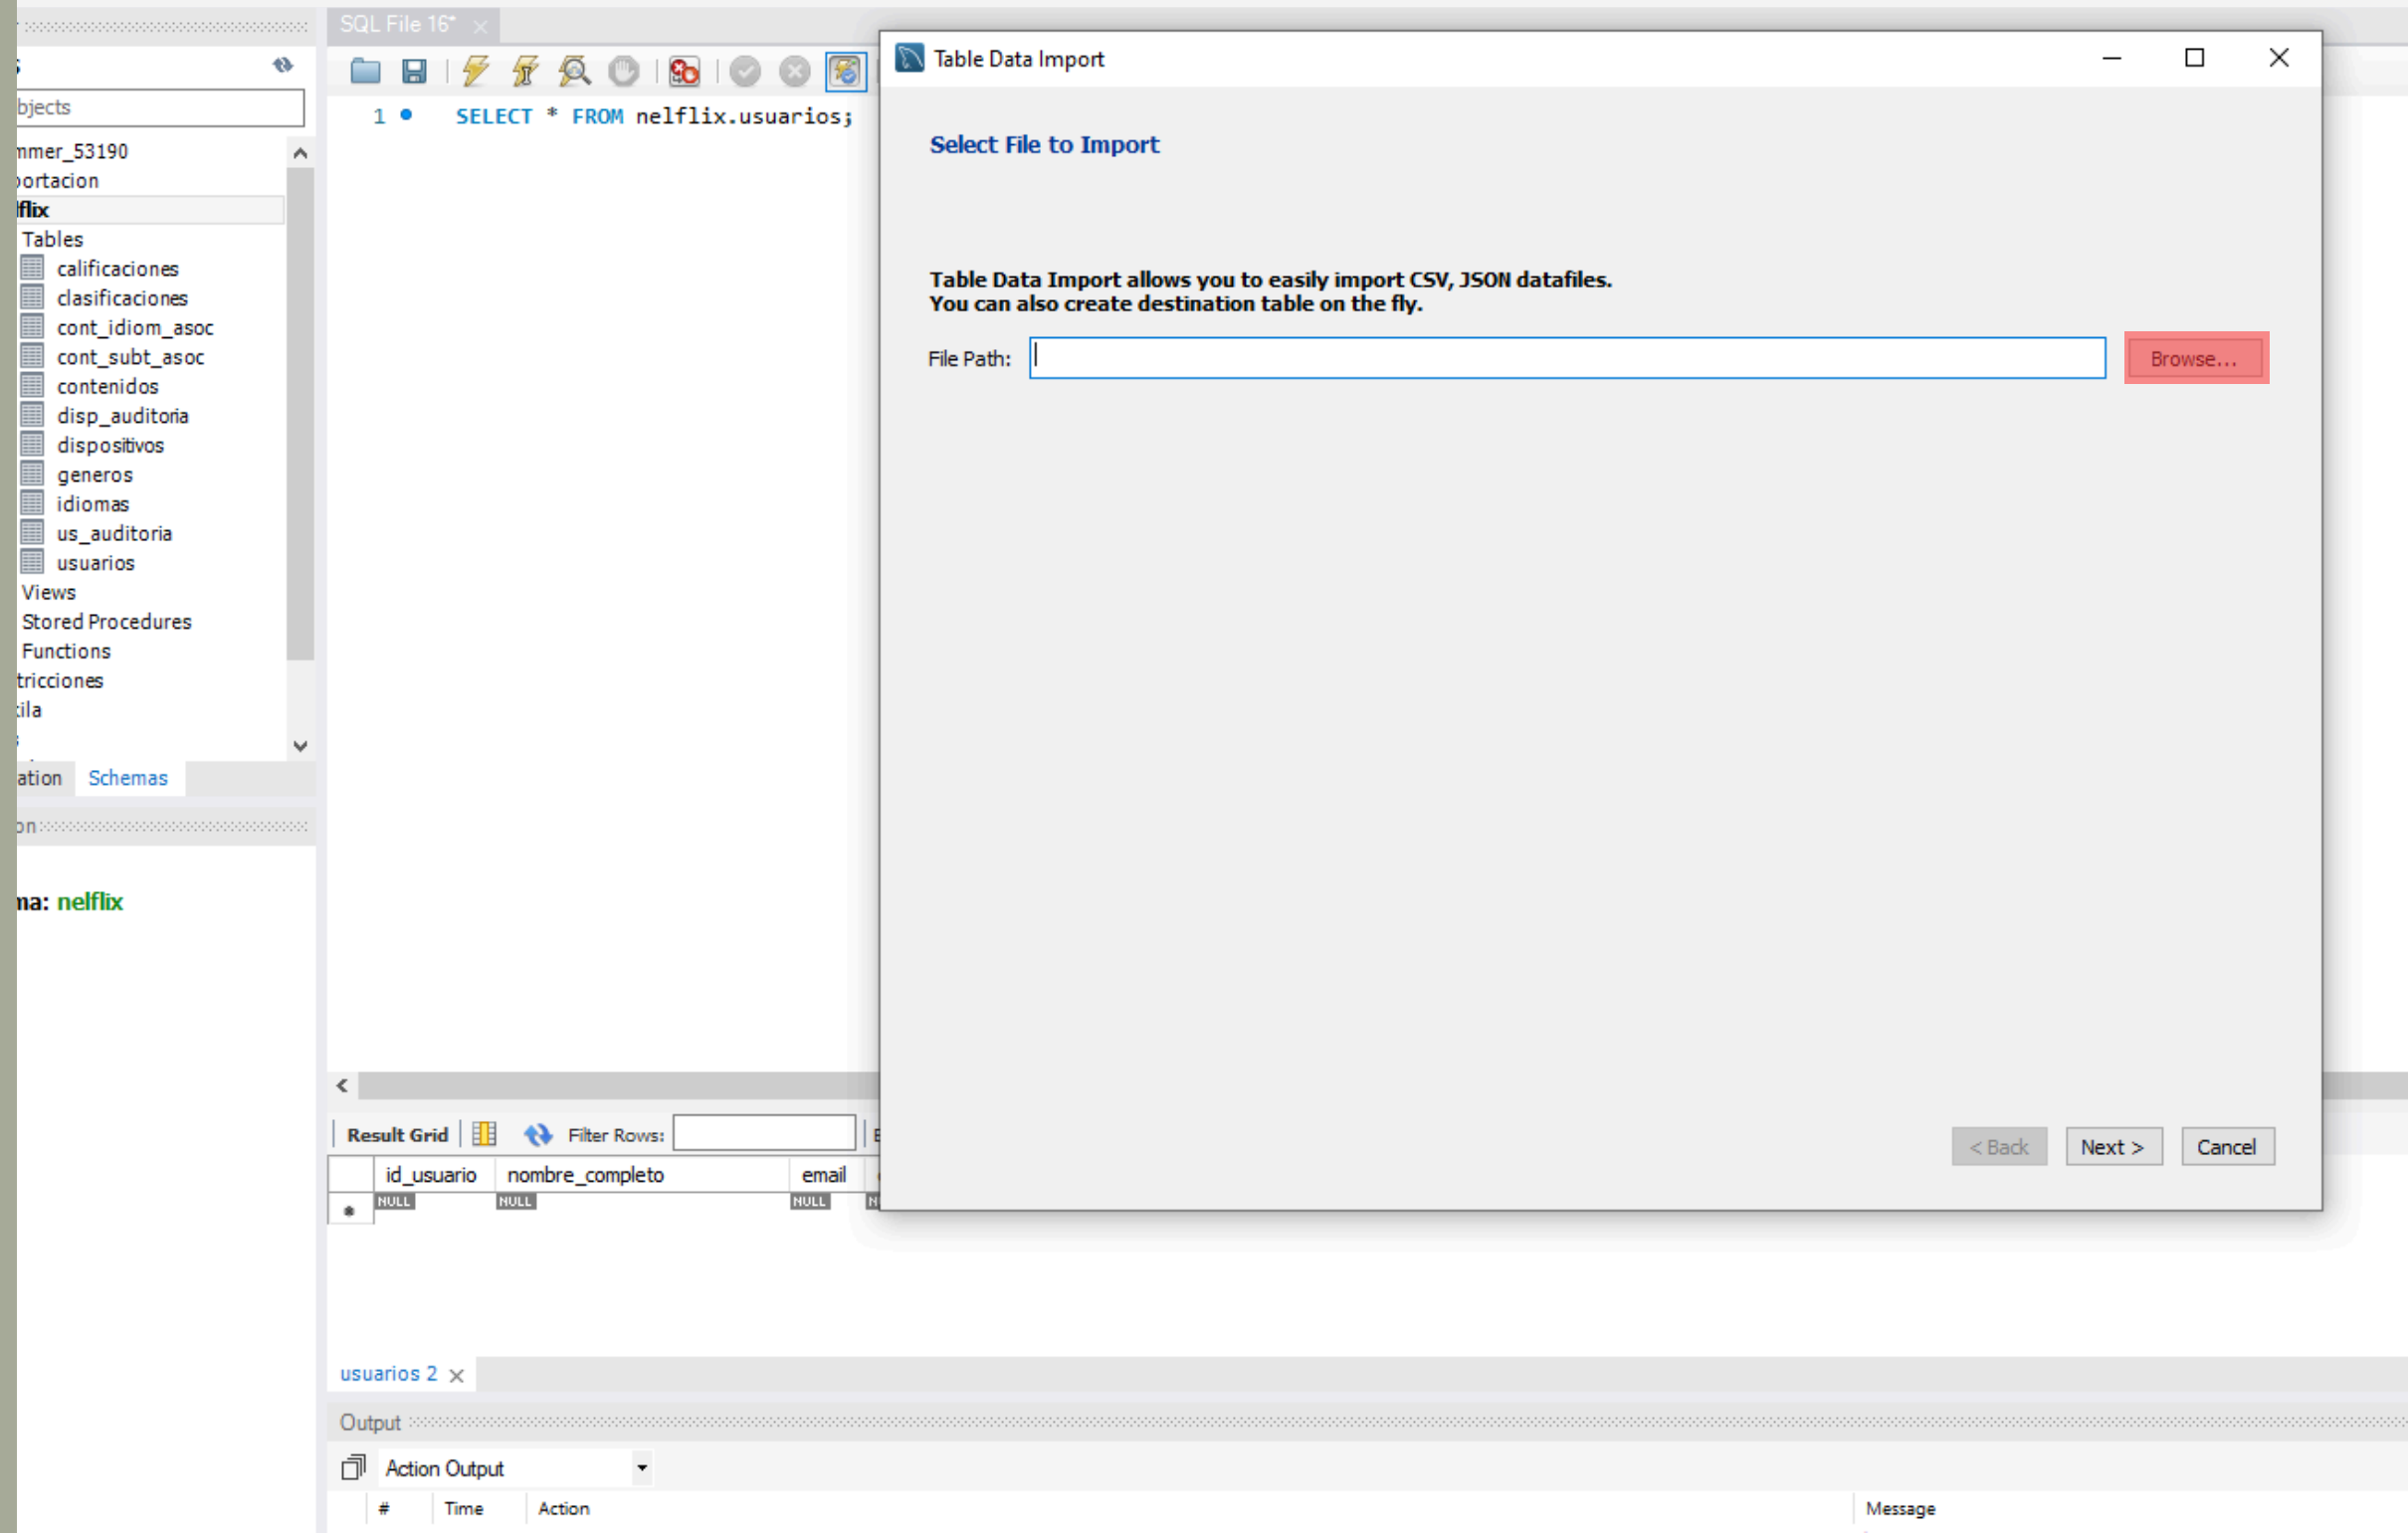 SQL File 16*
bjects
mmer_53190
portacion
lflix
Tables
calificaciones
clasificaciones
cont_idiom_asoc
cont_subt_asoc
contenidos
disp_auditoria
dispositivos
generos
idiomas
us_auditoria
usuarios
Views
Stored Procedures
Functions
tricciones
ila
ation Schemas
on
ma: nelflix
1 SELECT * FROM nelflix.usuarios;
Table Data Import
Select File to Import
Table Data Import allows you to easily import CSV, JSON datafiles.
You can also create destination table on the fly.
File Path: Browse...
< Back Next > Cancel
Result Grid Filter Rows:
id_usuario nombre_completo email
NULL NULL NULL
usuarios 2
Output
Action Output
# Time Action Message